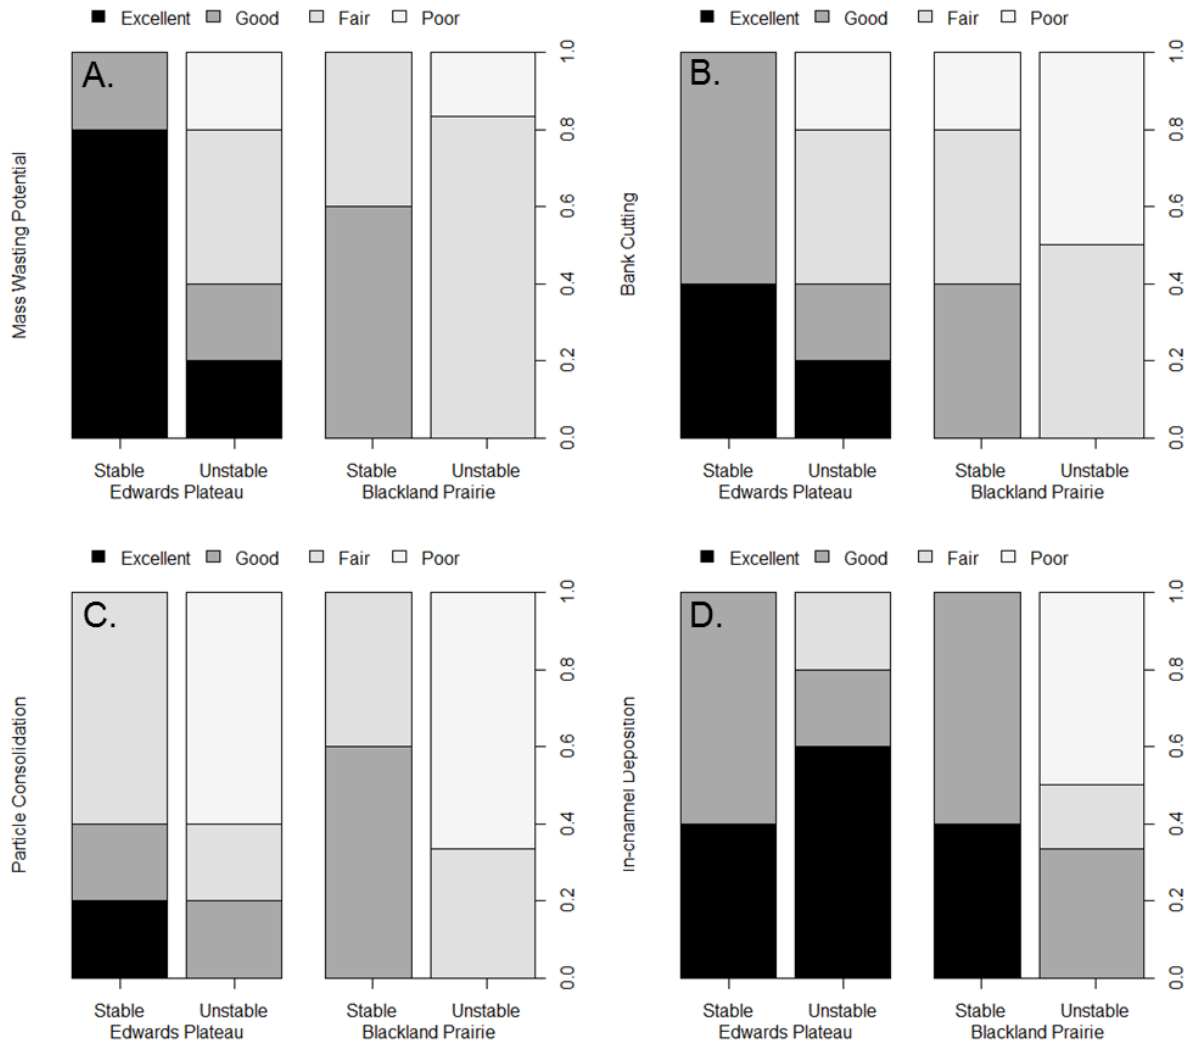 Excellent Good Fair Poor
A.
Mass Wasting Potential
0.0 0.2 0.4 0.6 0.8 1.0
Stable Unstable Stable Unstable
Edwards Plateau Blackland Prairie
Excellent Good Fair Poor
B.
Bank Cutting
0.0 0.2 0.4 0.6 0.8 1.0
Stable Unstable Stable Unstable
Edwards Plateau Blackland Prairie
Excellent Good Fair Poor
C.
Particle Consolidation
0.0 0.2 0.4 0.6 0.8 1.0
Stable Unstable Stable Unstable
Edwards Plateau Blackland Prairie
Excellent Good Fair Poor
D.
In-channel Deposition
0.0 0.2 0.4 0.6 0.8 1.0
Stable Unstable Stable Unstable
Edwards Plateau Blackland Prairie